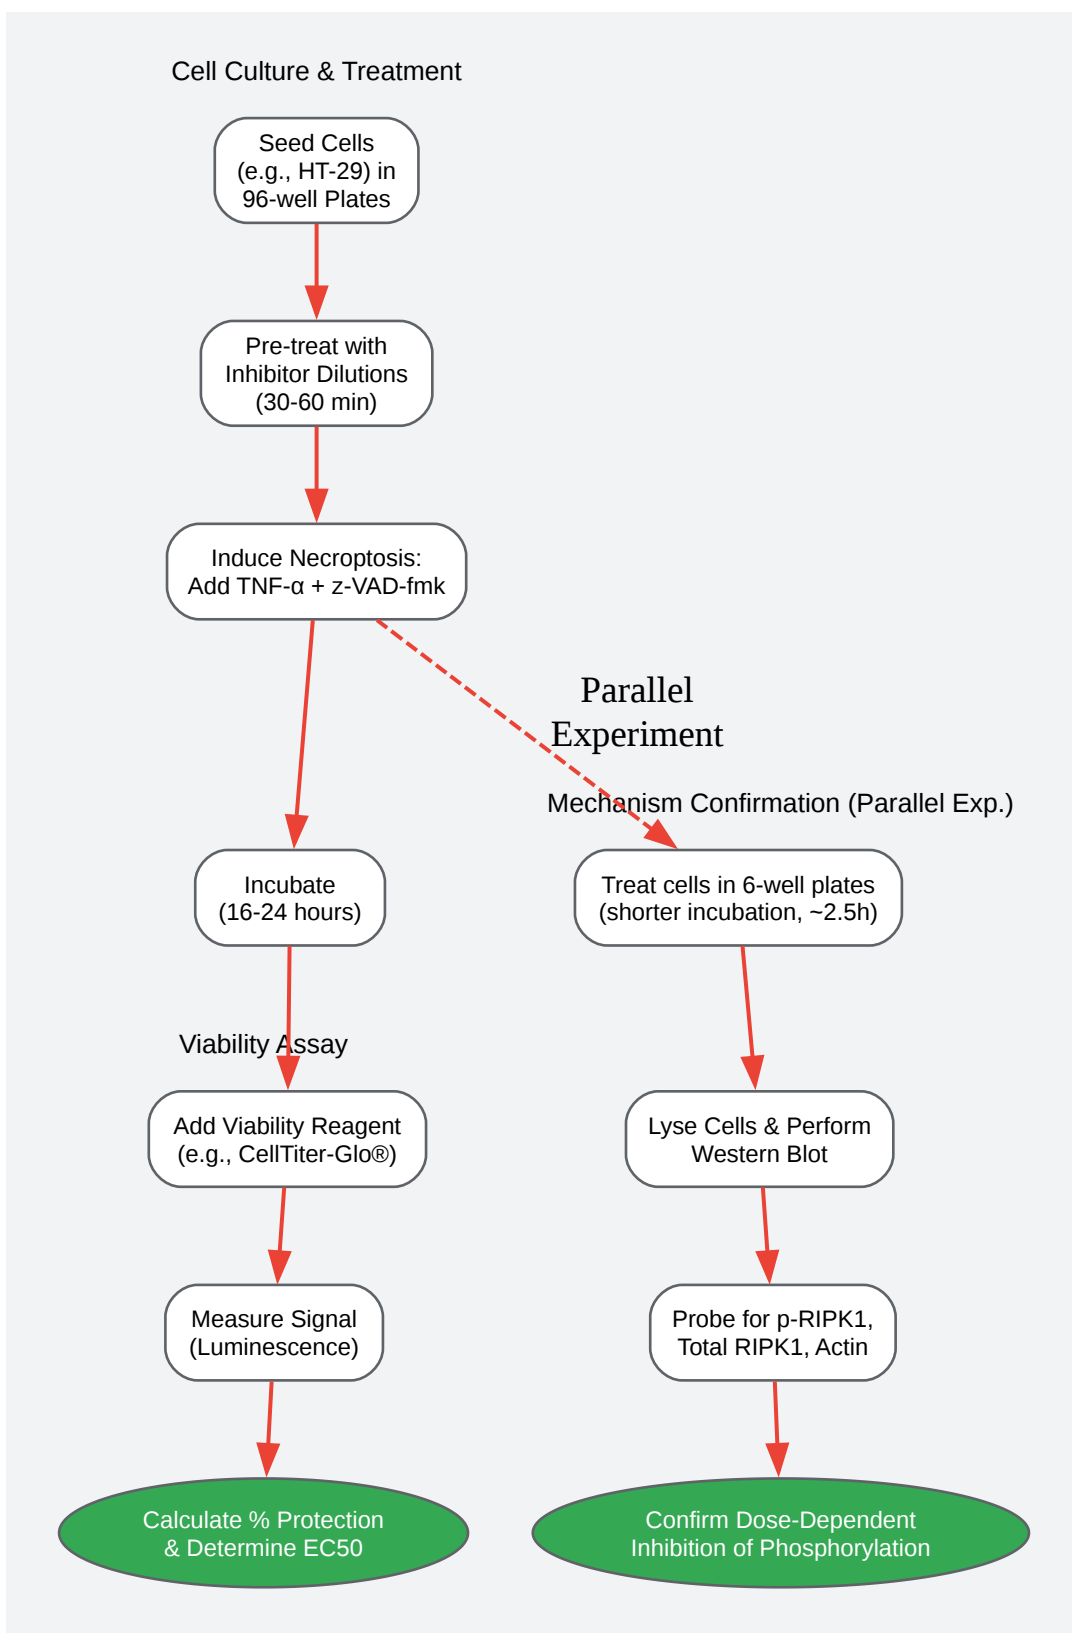 Cell Culture & Treatment
Seed Cells
(e.g., HT-29) in
96-well Plates
Pre-treat with
Inhibitor Dilutions
(30-60 min)
Induce Necroptosis:
Add TNF-α + z-VAD-fmk
Parallel
Experiment
Mechanism Confirmation (Parallel Exp.)
Incubate
(16-24 hours)
Treat cells in 6-well plates
(shorter incubation, ~2.5h)
Viability Assay
Add Viability Reagent
(e.g., CellTiter-Glo®)
Lyse Cells & Perform
Western Blot
Measure Signal
(Luminescence)
Probe for p-RIPK1,
Total RIPK1, Actin
Calculate % Protection
& Determine EC50
Confirm Dose-Dependent
Inhibition of Phosphorylation